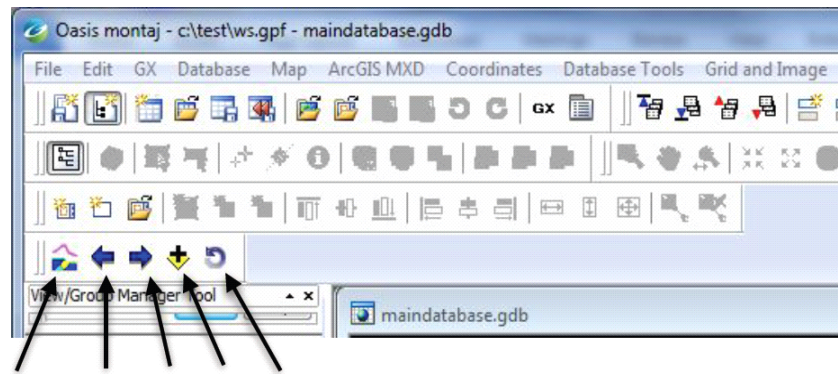 Oasis montaj - c:\test\ws.gpf - maindatabase.gdb
File Edit GX Database Map ArcGIS MXD Coordinates Database Tools Grid and Image
GX
View/Group Manager Tool
maindatabase.gdb